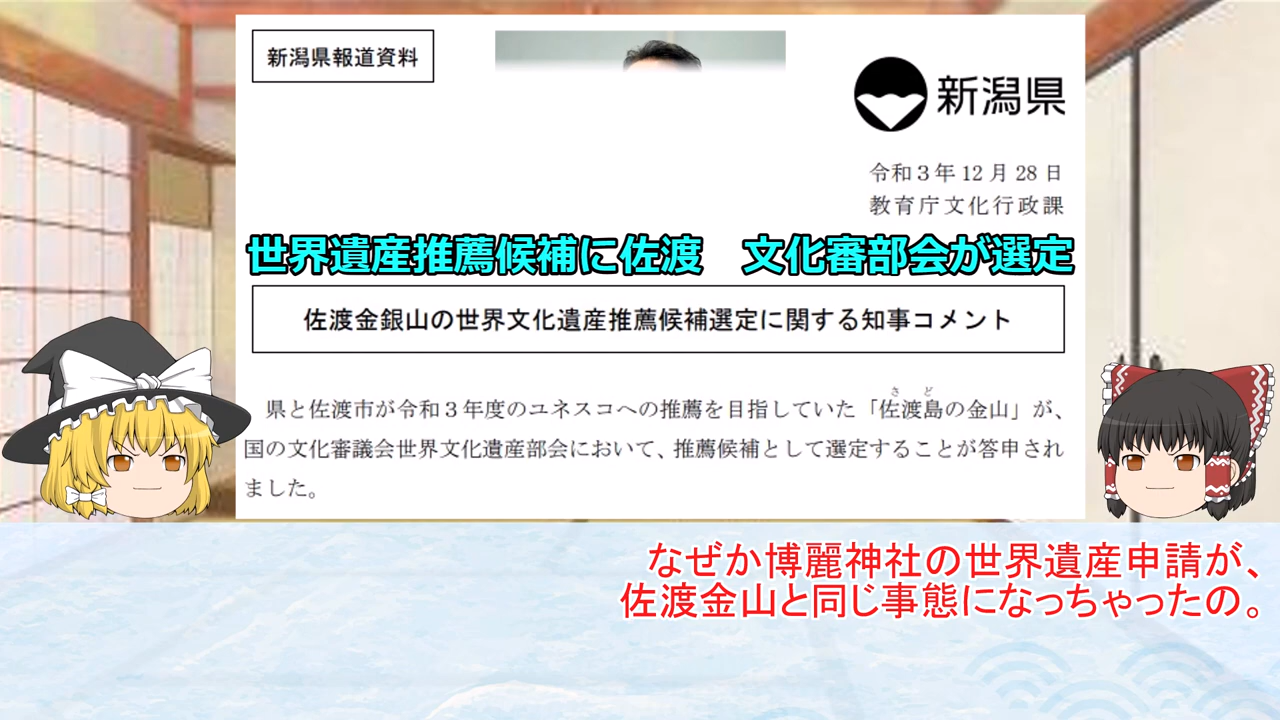 新潟県報道資料
新潟県
令和３年 12 月 28 日
教育庁文化行政課
世界遺産推薦候補に佐渡　文化審部会が選定
佐渡金銀山の世界文化遺産推薦候補選定に関する知事コメント
さ ど
県と佐渡市が令和３年度のユネスコへの推薦を目指していた「佐渡島の金山」が、
国の文化審議会世界文化遺産部会において、推薦候補として選定することが答申され
ました。
なぜか博麗神社の世界遺産申請が、
佐渡金山と同じ事態になっちゃったの。